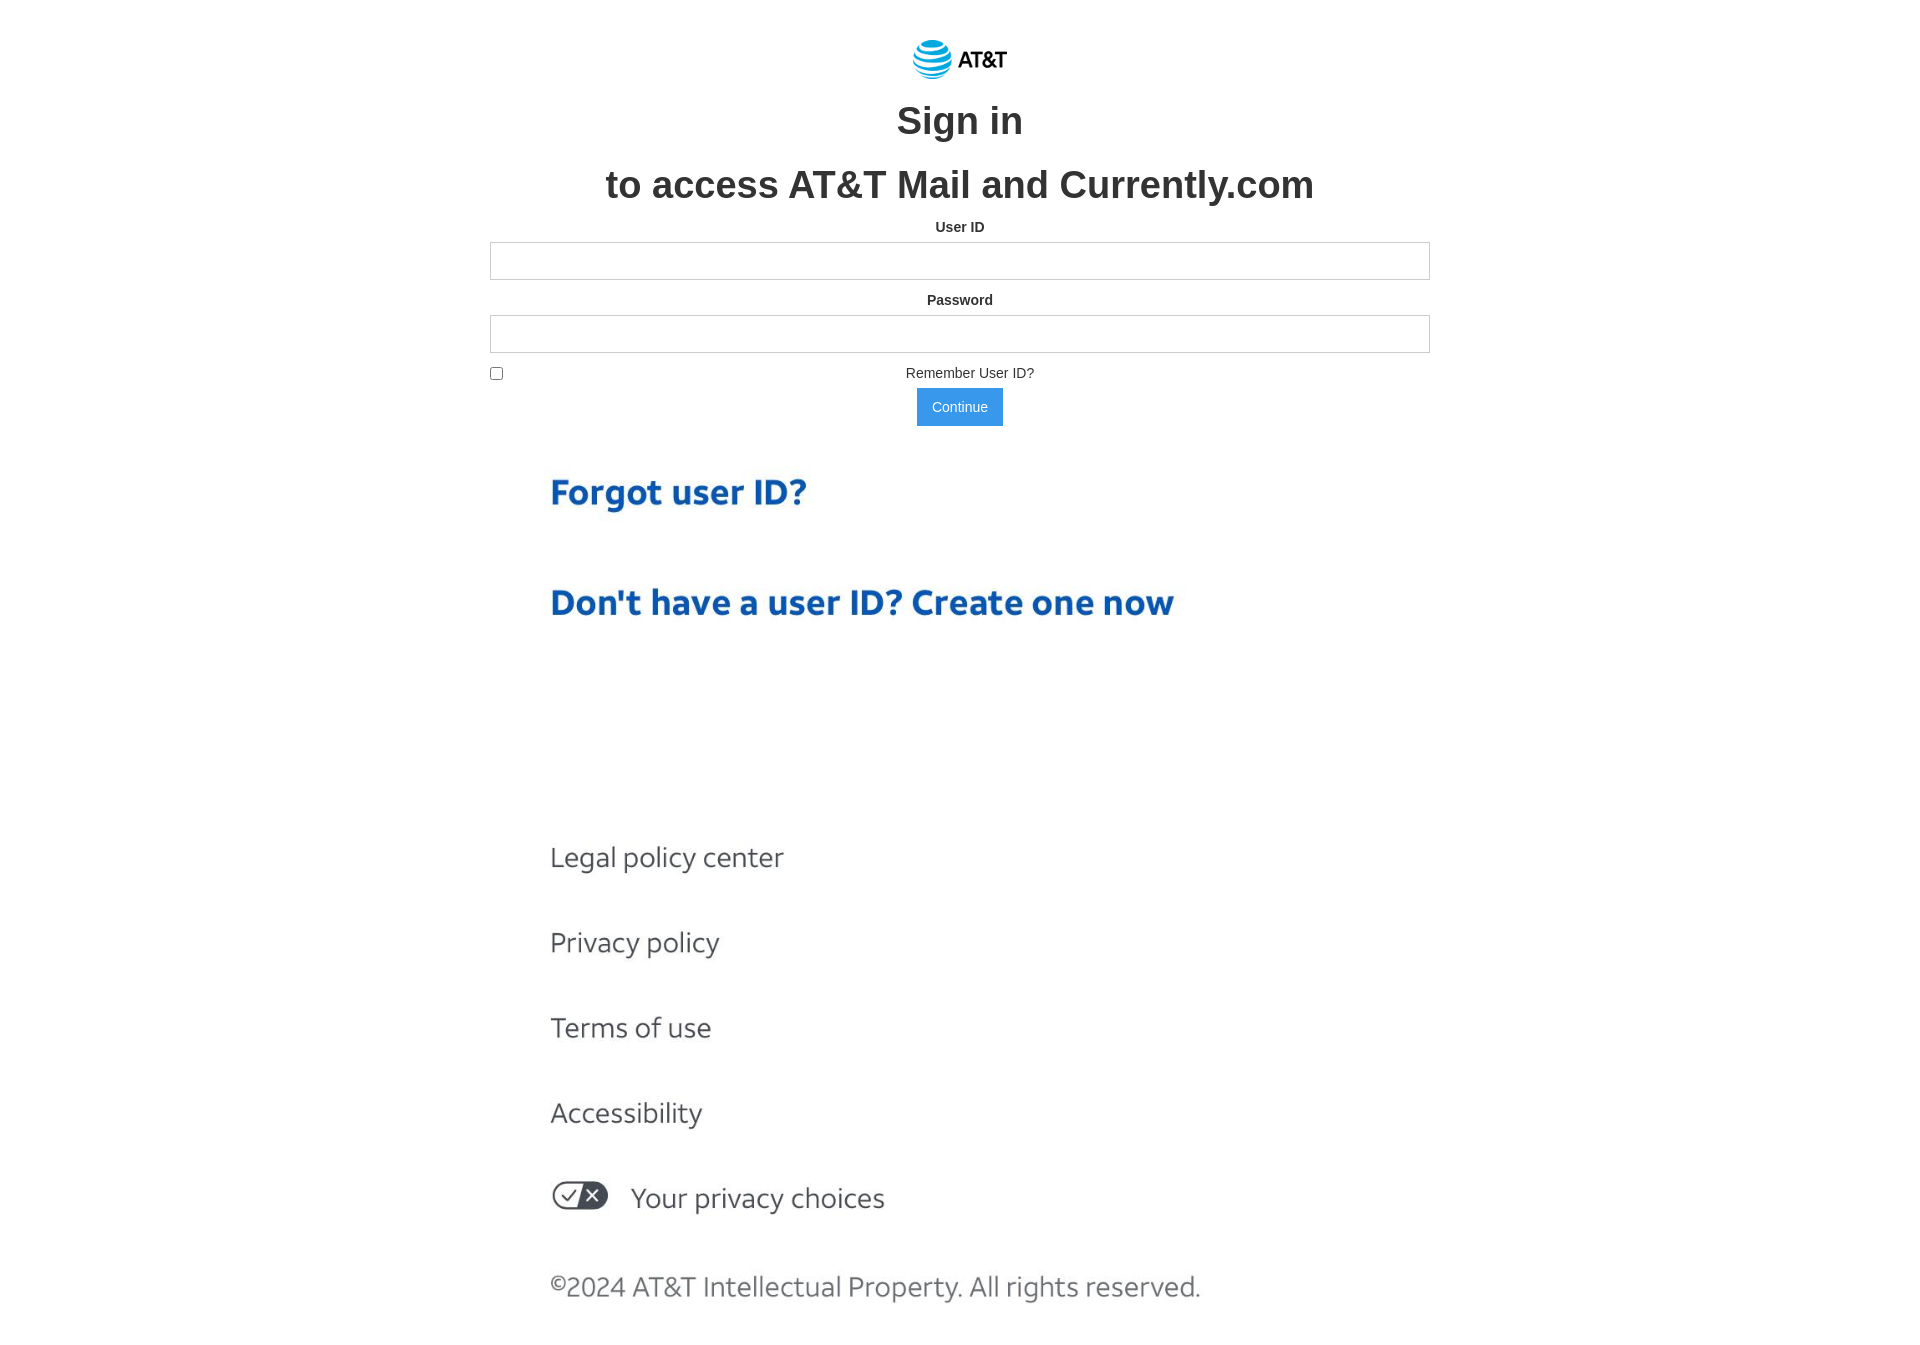 AT&T
Sign in
to access AT&T Mail and Currently.com
User ID
Password
Remember User ID?
Continue
Forgot user ID?
Don't have a user ID? Create one now
Legal policy center
Privacy policy
Terms of use
Accessibility
Your privacy choices
©2024 AT&T Intellectual Property. All rights reserved.